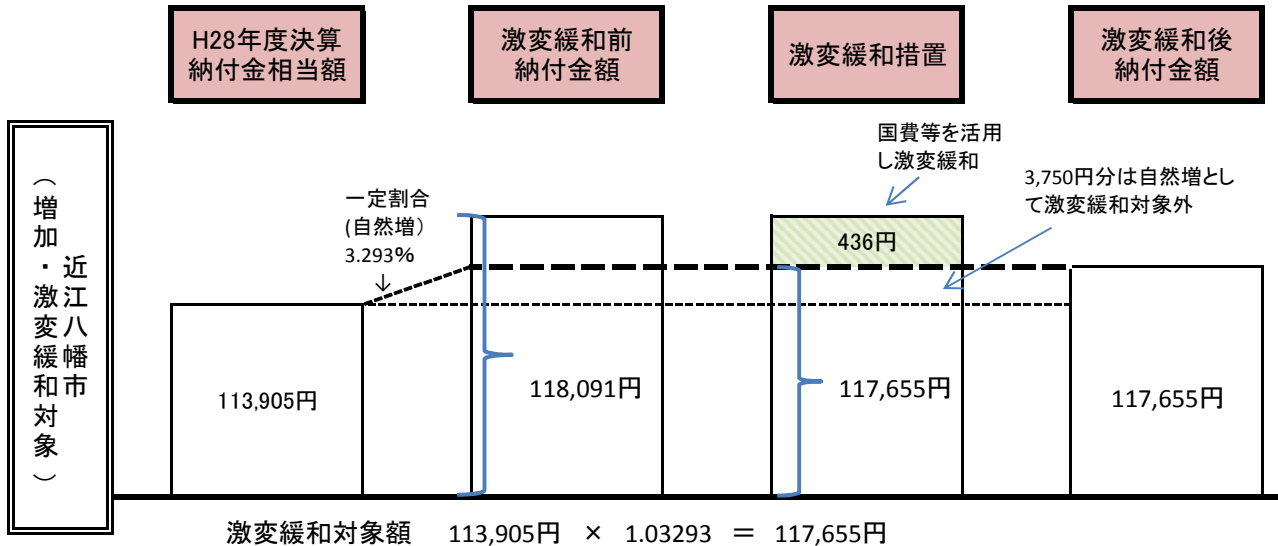 H28年度決算
納付金相当額
激変緩和前
納付金額
激変緩和措置
激変緩和後
納付金額
近江八幡市
（増加・激変緩和対象）
国費等を活用
し激変緩和
3,750円分は自然増とし
て激変緩和対象外
一定割合
(自然増）
3.293%
↓
436円
113,905円
118,091円
117,655円
117,655円
激変緩和対象額 113,905円 × 1.03293 ＝ 117,655円